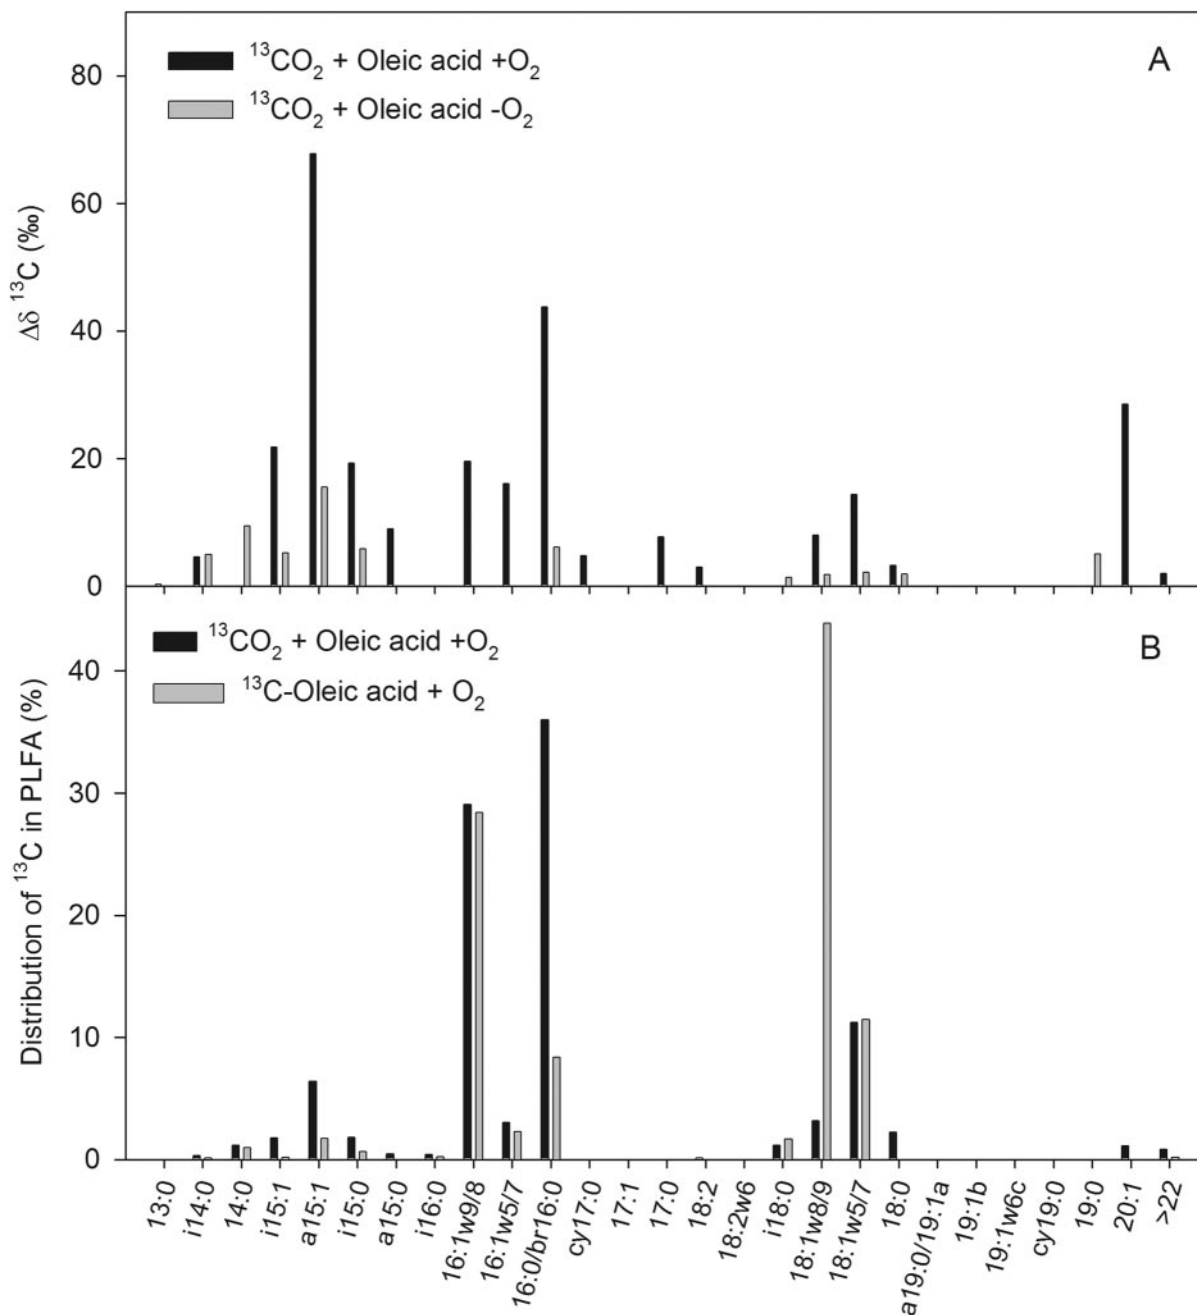 A
¹³CO₂ + Oleic acid +O₂
¹³CO₂ + Oleic acid -O₂
Δδ ¹³C (‰)
80
60
40
20
0
B
¹³CO₂ + Oleic acid +O₂
¹³C-Oleic acid + O₂
Distribution of ¹³C in PLFA (%)
40
30
20
10
0
13:0
i14:0
14:0
i15:1
a15:1
i15:0
a15:0
i16:0
16:1w9/8
16:1w5/7
16:0/br16:0
cy17:0
17:1
17:0
18:2
18:2w6
i18:0
18:1w8/9
18:1w5/7
18:0
a19:0/19:1a
19:1b
19:1w6c
cy19:0
19:0
20:1
>22